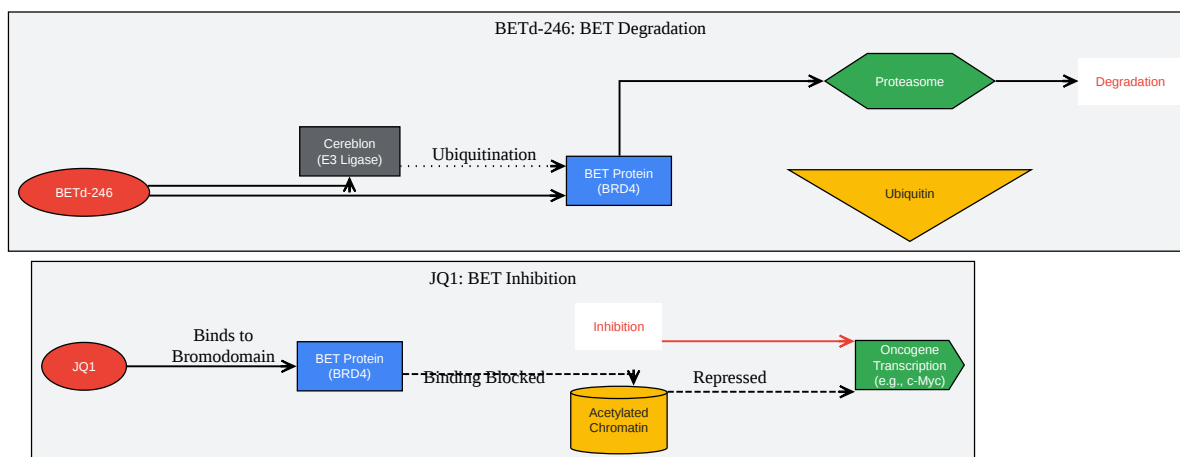 BETd-246: BET Degradation
Proteasome
Degradation
Cereblon
(E3 Ligase)
Ubiquitination
BET Protein
(BRD4)
BETd-246
Ubiquitin
JQ1: BET Inhibition
Inhibition
Binds to
Bromodomain
JQ1
BET Protein
(BRD4)
Binding Blocked
Repressed
Oncogene
Transcription
(e.g., c-Myc)
Acetylated
Chromatin